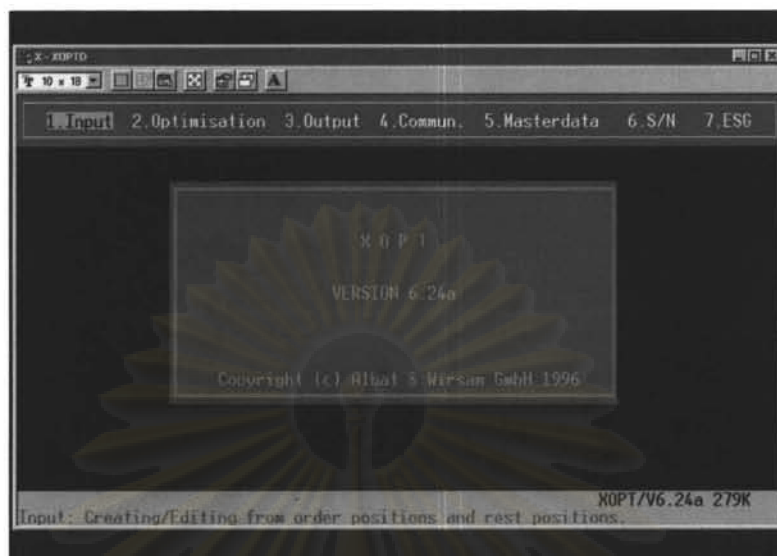 X-XOPTD
10 x 18 A
1.Input 2.Optimisation 3.Output 4.Commun. 5.Masterdata 6.S/N 7.ESG
X O P T
VERSION 6.24a
Copyright (c) Albat & Wirsam GmbH 1996
XOPT/V6.24a 279K
Input: Creating/Editing from order positions and rest positions.